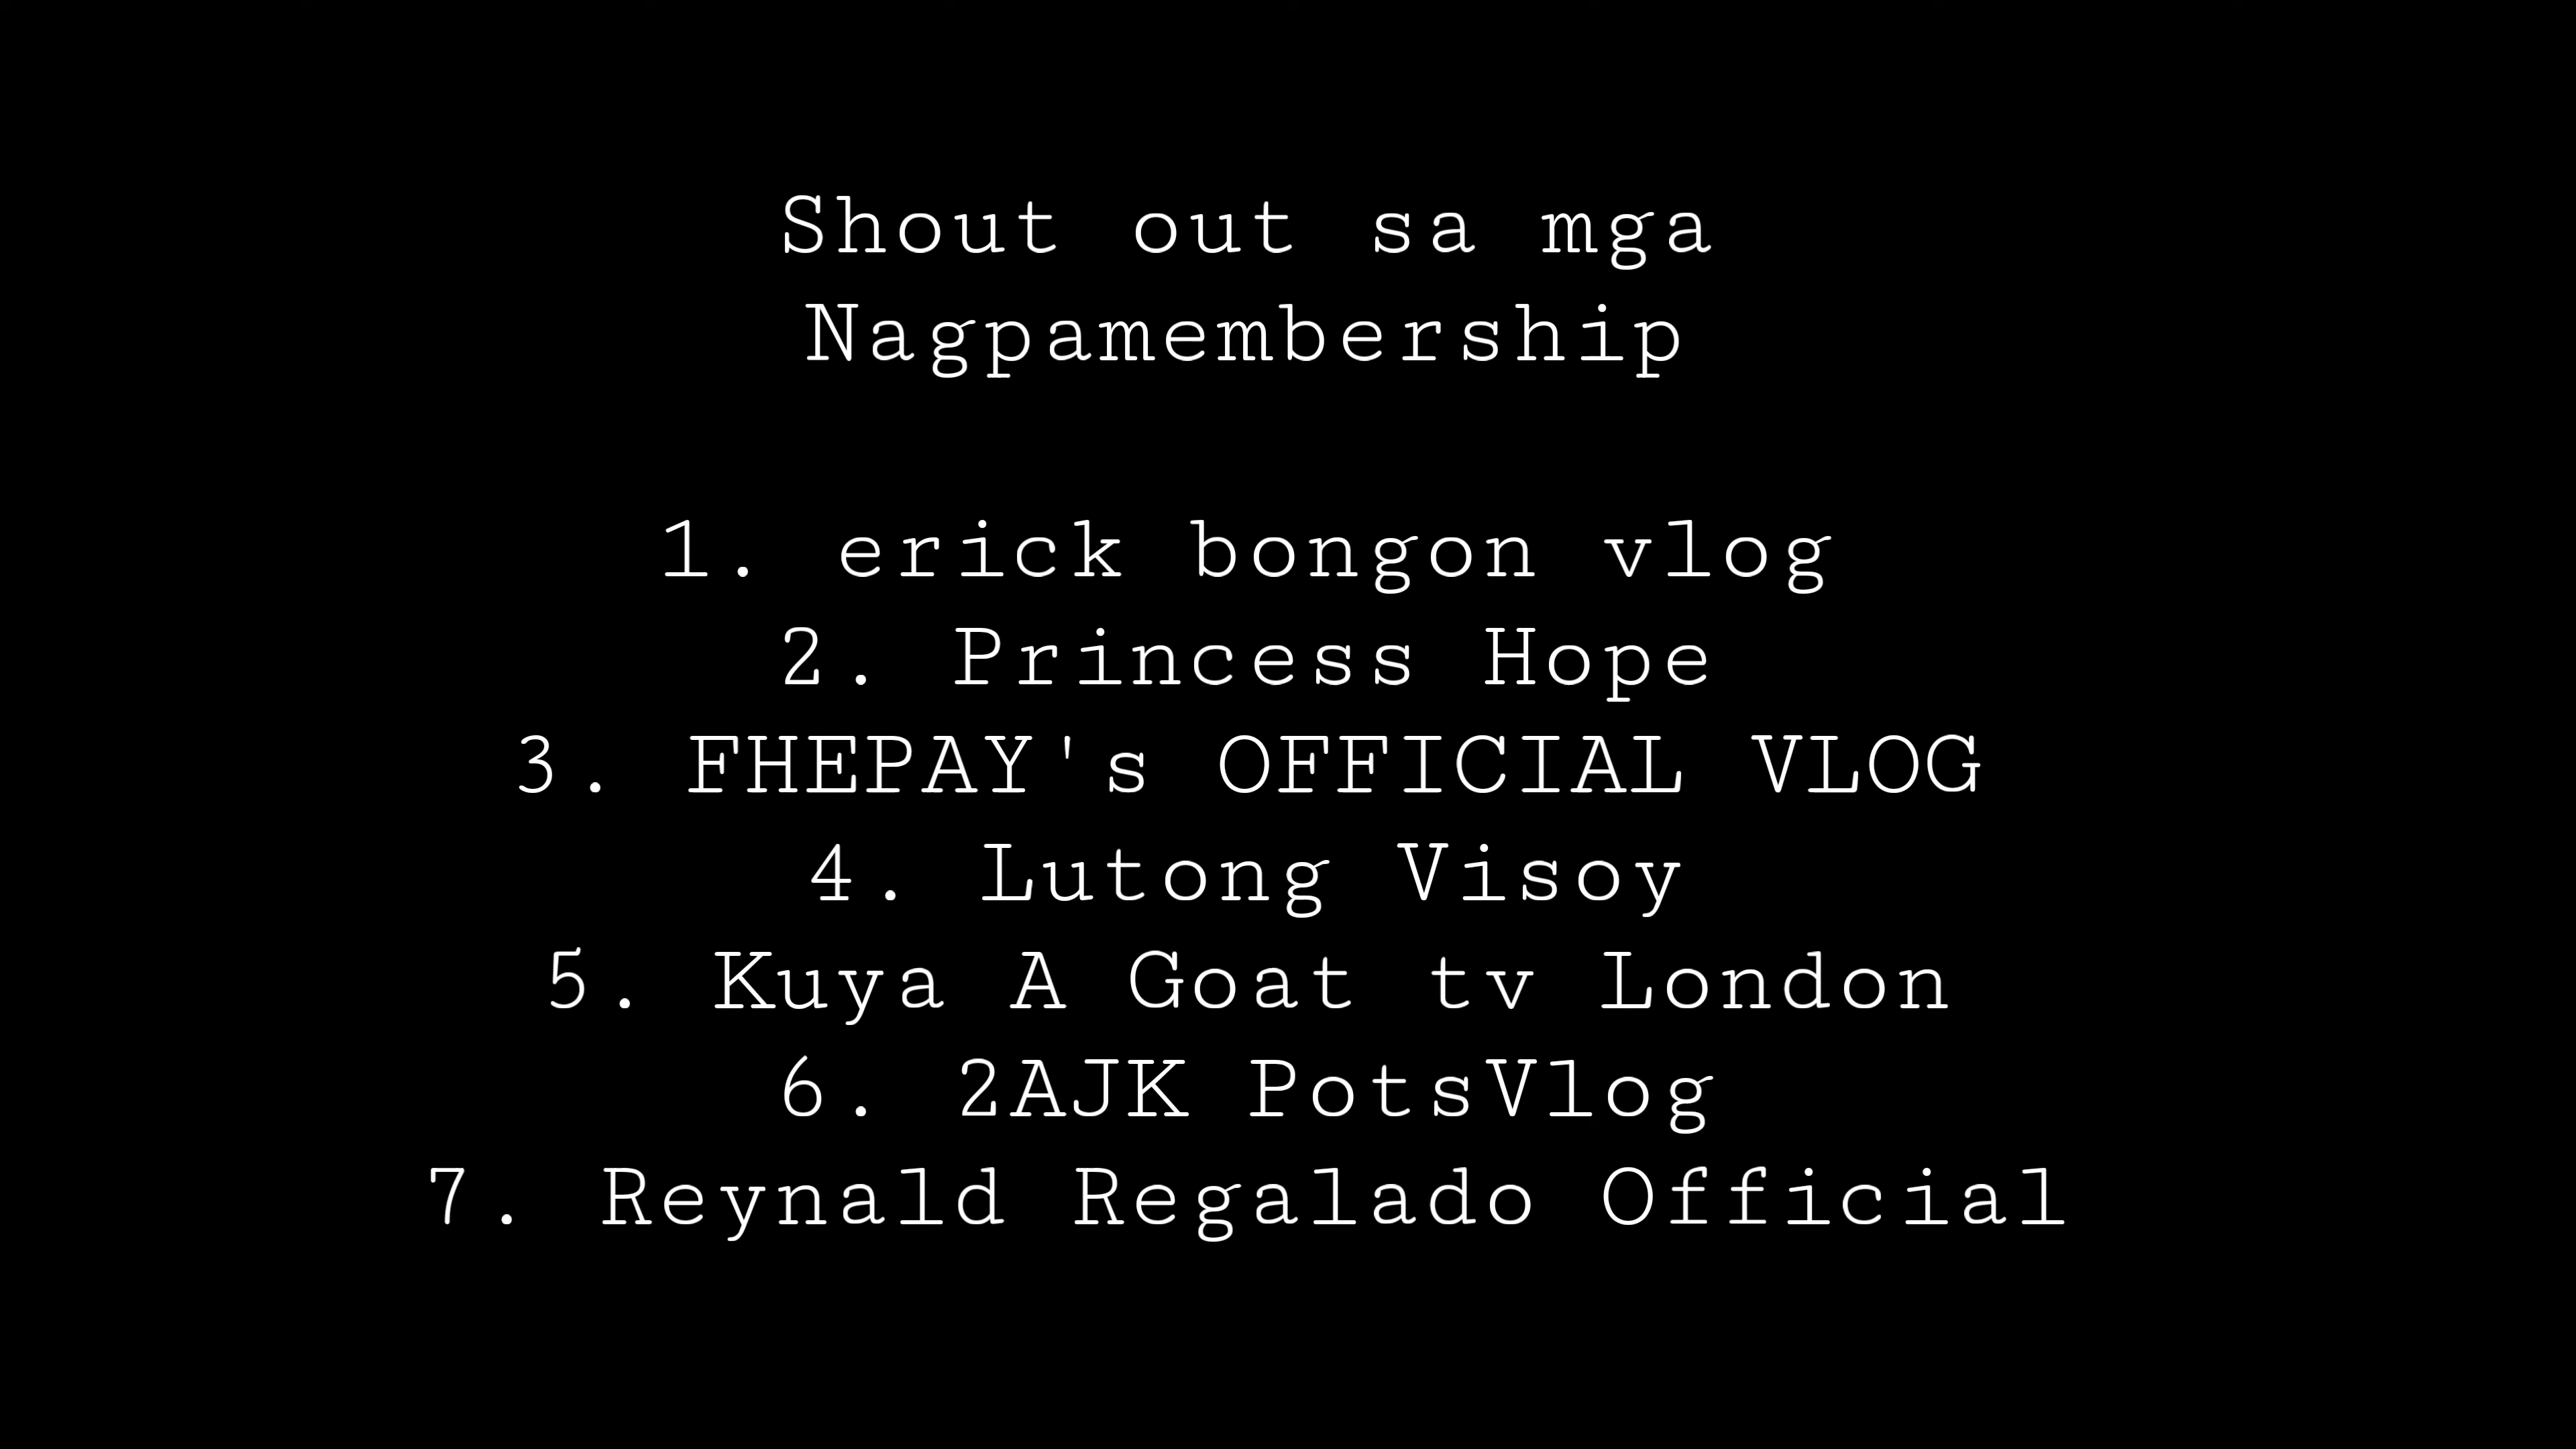 Shout out sa mga
Nagpamembership
1. erick bongon vlog
2. Princess Hope
3. FHEPAY's OFFICIAL VLOG
4. Lutong Visoy
5. Kuya A Goat tv London
6. 2AJK PotsVlog
7. Reynald Regalado Official